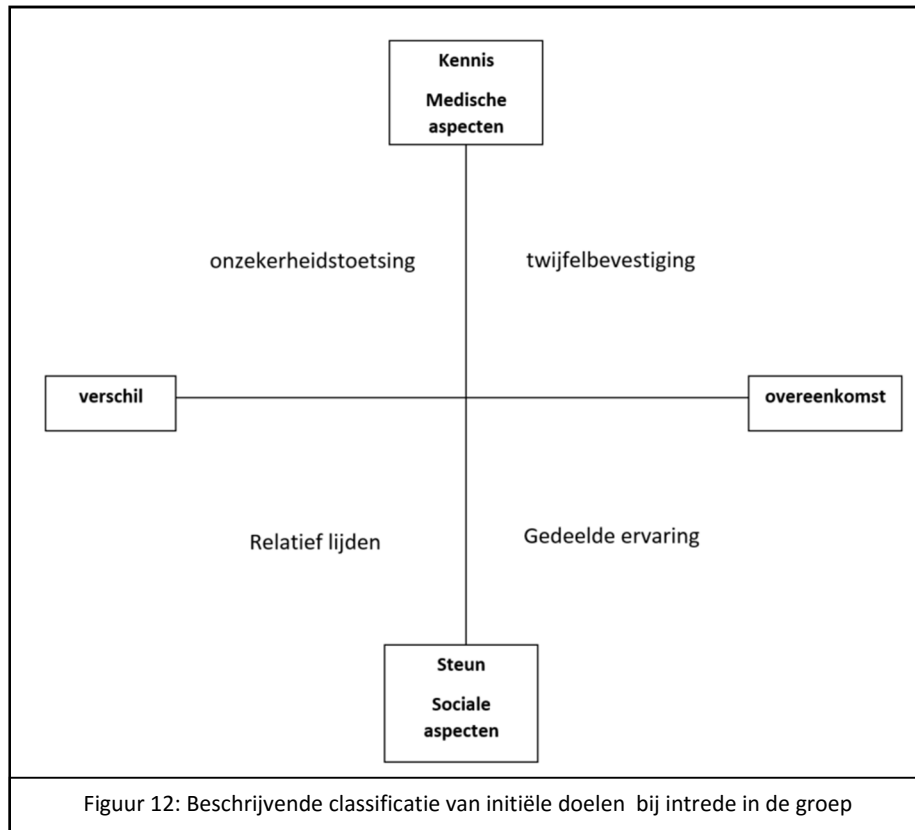 Kennis
Medische
aspecten
onzekerheidstoetsing
twijfelbevestiging
verschil
overeenkomst
Relatief lijden
Gedeelde ervaring
Steun
Sociale
aspecten
Figuur 12: Beschrijvende classificatie van initiële doelen  bij intrede in de groep